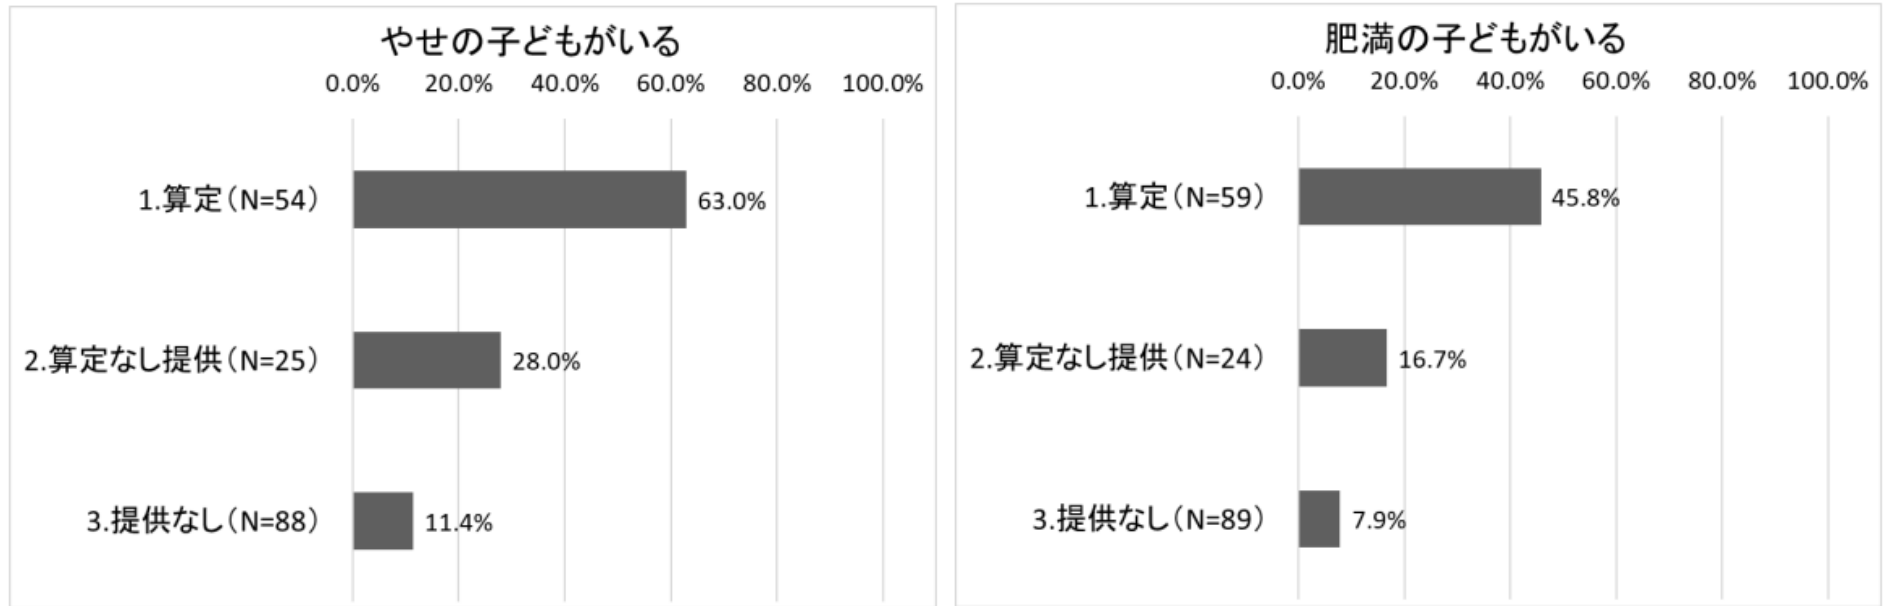 やせの子どもがいる
0.0% 20.0% 40.0% 60.0% 80.0% 100.0%
1.算定（N=54） 63.0%
2.算定なし提供（N=25） 28.0%
3.提供なし（N=88） 11.4%
肥満の子どもがいる
0.0% 20.0% 40.0% 60.0% 80.0% 100.0%
1.算定（N=59） 45.8%
2.算定なし提供（N=24） 16.7%
3.提供なし（N=89） 7.9%